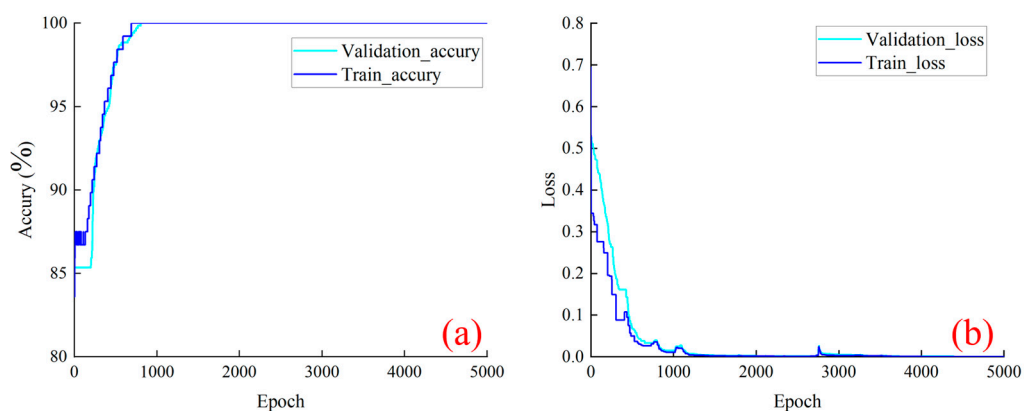 100
95
90
85
80
Accury (%)
Validation_accury
Train_accury
(a)
0
1000
2000
3000
4000
5000
Epoch
0.8
0.7
0.6
0.5
0.4
0.3
0.2
0.1
0.0
Loss
Validation_loss
Train_loss
(b)
0
1000
2000
3000
4000
5000
Epoch